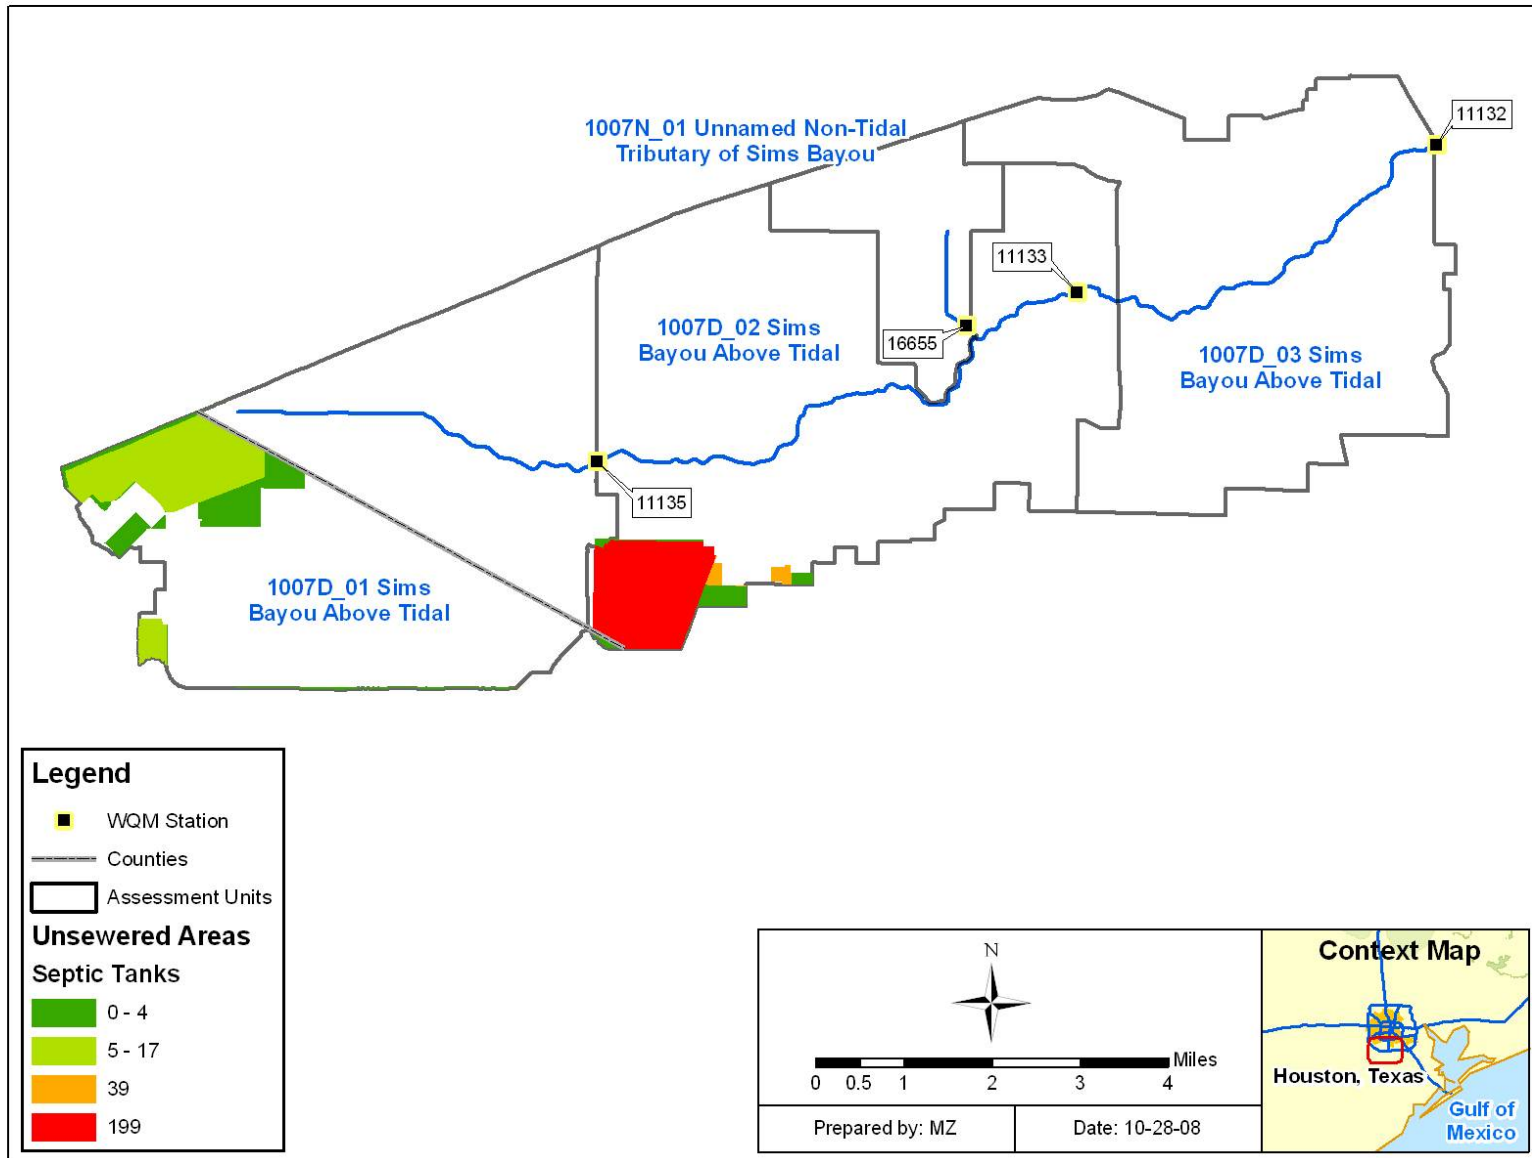 1007N_01 Unnamed Non-Tidal
Tributary of Sims Bayou
11132
11133
16655
1007D_02 Sims
Bayou Above Tidal
1007D_03 Sims
Bayou Above Tidal
11135
1007D_01 Sims
Bayou Above Tidal
Legend
WQM Station
Counties
Assessment Units
Unsewered Areas
Septic Tanks
0 - 4
5 - 17
39
199
N
Miles
0 0.5 1 2 3 4
Prepared by: MZ
Date: 10-28-08
Context Map
Houston, Texas
Gulf of
Mexico